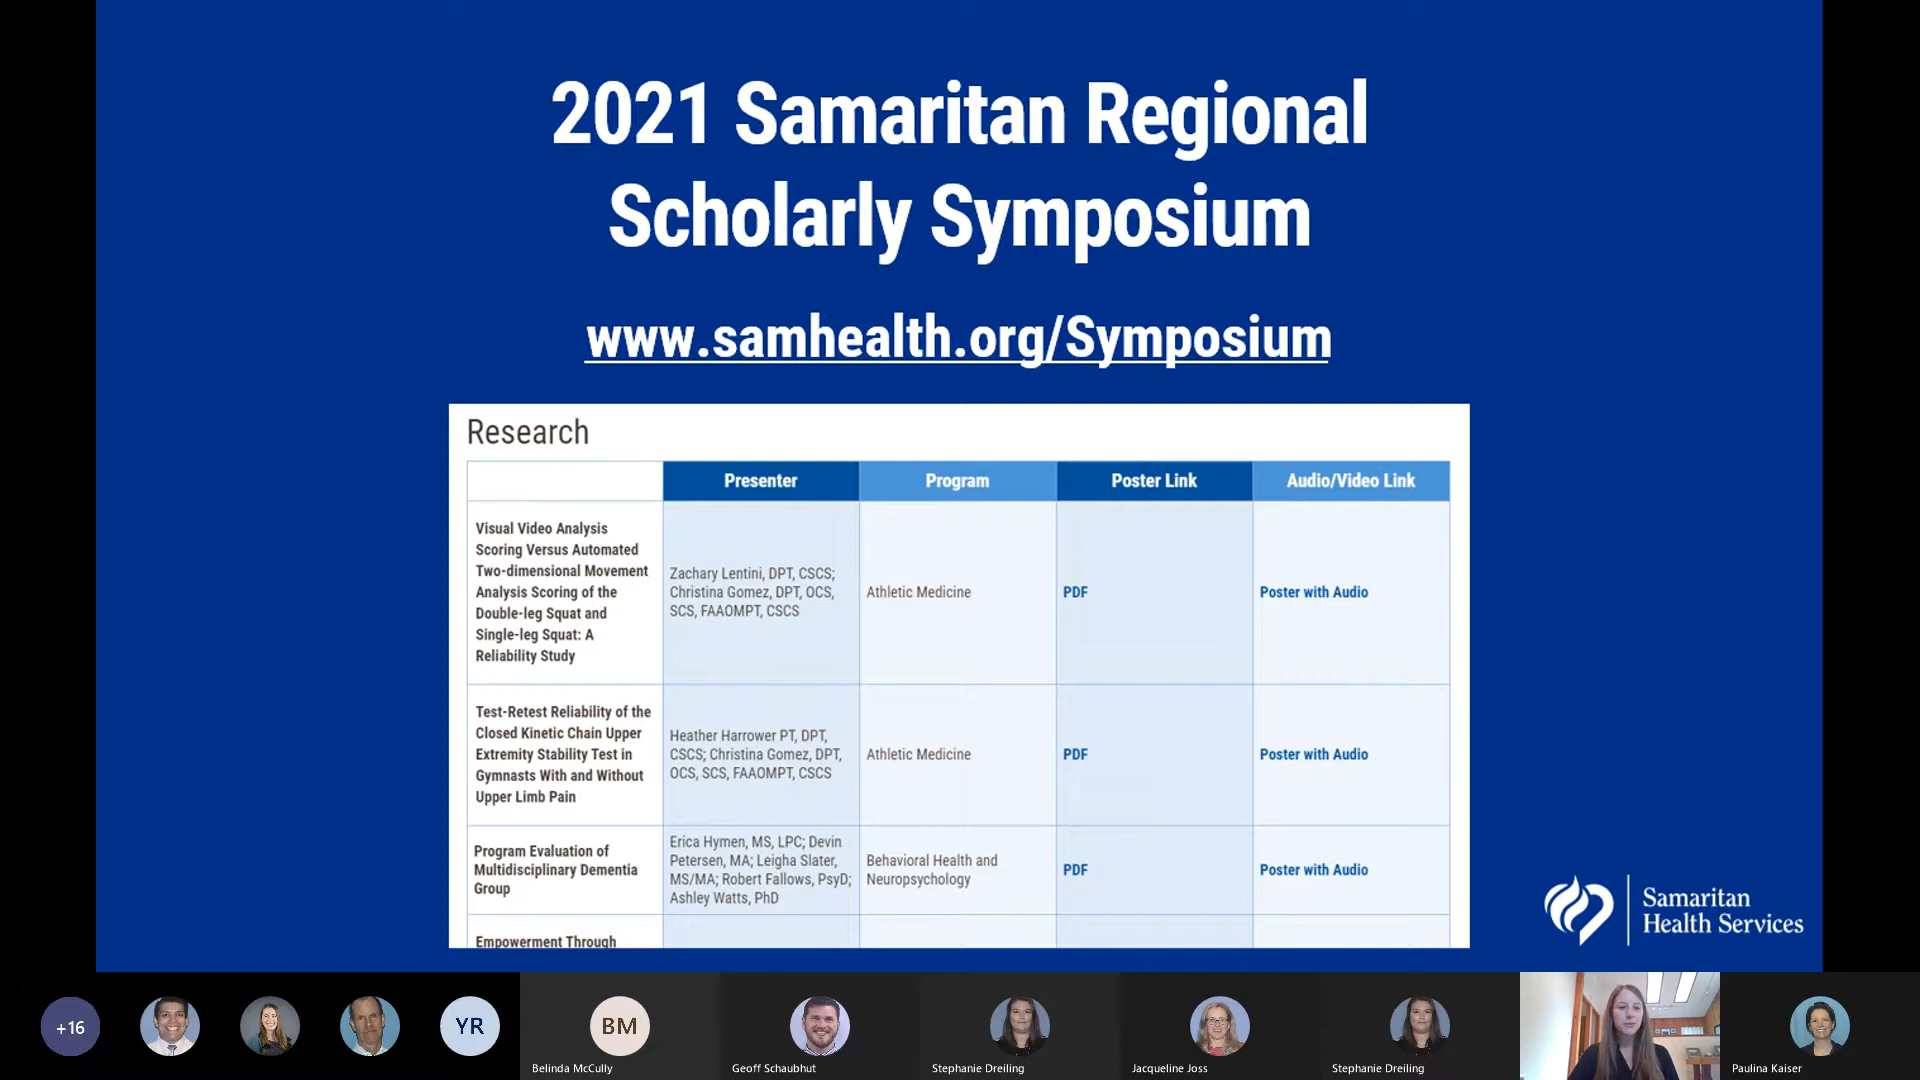 2021 Samaritan Regional
Scholarly Symposium
www.samhealth.org/Symposium
Research
Presenter
Program
Poster Link
Audio/Video Link
Visual Video Analysis
Scoring Versus Automated
Two-dimensional Movement
Analysis Scoring of the
Double-leg Squat and
Single-leg Squat: A
Reliability Study
Zachary Lentini, DPT, CSCS;
Christina Gomez, DPT, OCS,
SCS, FAAOMPT, CSCS
Athletic Medicine
PDF
Poster with Audio
Test-Retest Reliability of the
Closed Kinetic Chain Upper
Extremity Stability Test in
Gymnasts With and Without
Upper Limb Pain
Heather Harrower PT, DPT,
CSCS; Christina Gomez, DPT,
OCS, SCS, FAAOMPT, CSCS
Athletic Medicine
PDF
Poster with Audio
Program Evaluation of
Multidisciplinary Dementia
Group
Erica Hymen, MS, LPC; Devin
Petersen, MA; Leigha Slater,
MS/MA; Robert Fallows, PsyD;
Ashley Watts, PhD
Behavioral Health and
Neuropsychology
PDF
Poster with Audio
Empowerment Through
Samaritan
Health Services
+16
YR
BM
Belinda McCully
Geoff Schaubhut
Stephanie Dreiling
Jacqueline Joss
Stephanie Dreiling
Paulina Kaiser